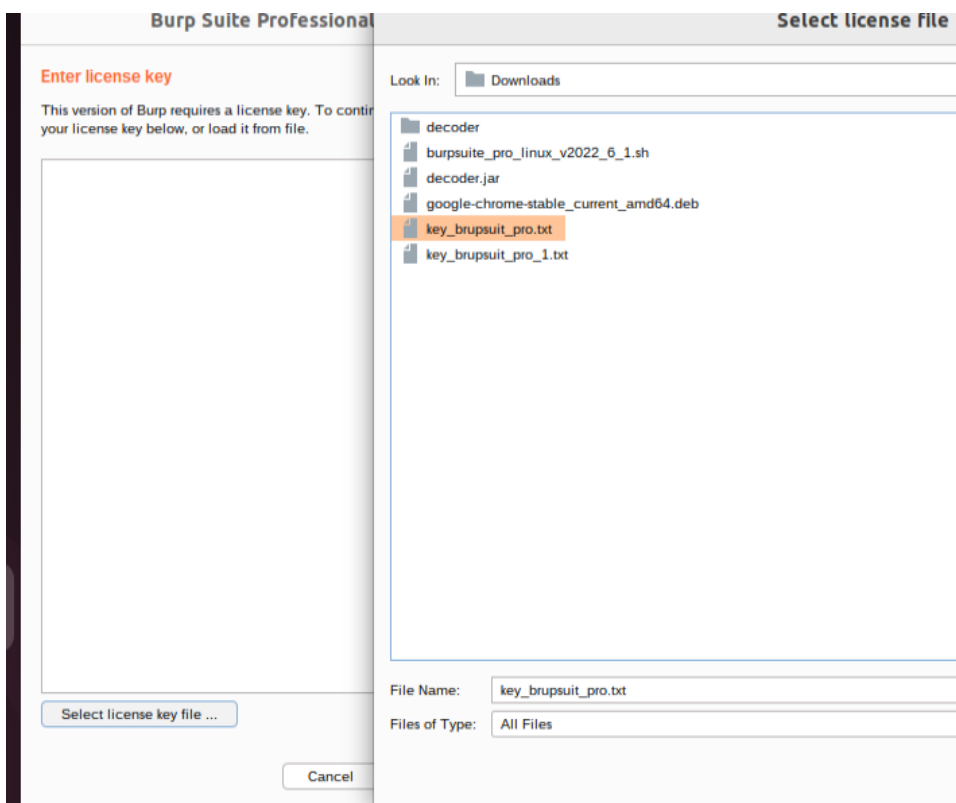 Burp Suite Professional
Enter license key
This version of Burp requires a license key. To contin
your license key below, or load it from file.
Select license key file ...
Cancel
Select license file
Look In:
Downloads
decoder
burpsuite_pro_linux_v2022_6_1.sh
decoder.jar
google-chrome-stable_current_amd64.deb
key_brupsuit_pro.txt
key_brupsuit_pro_1.txt
File Name:
key_brupsuit_pro.txt
Files of Type:
All Files